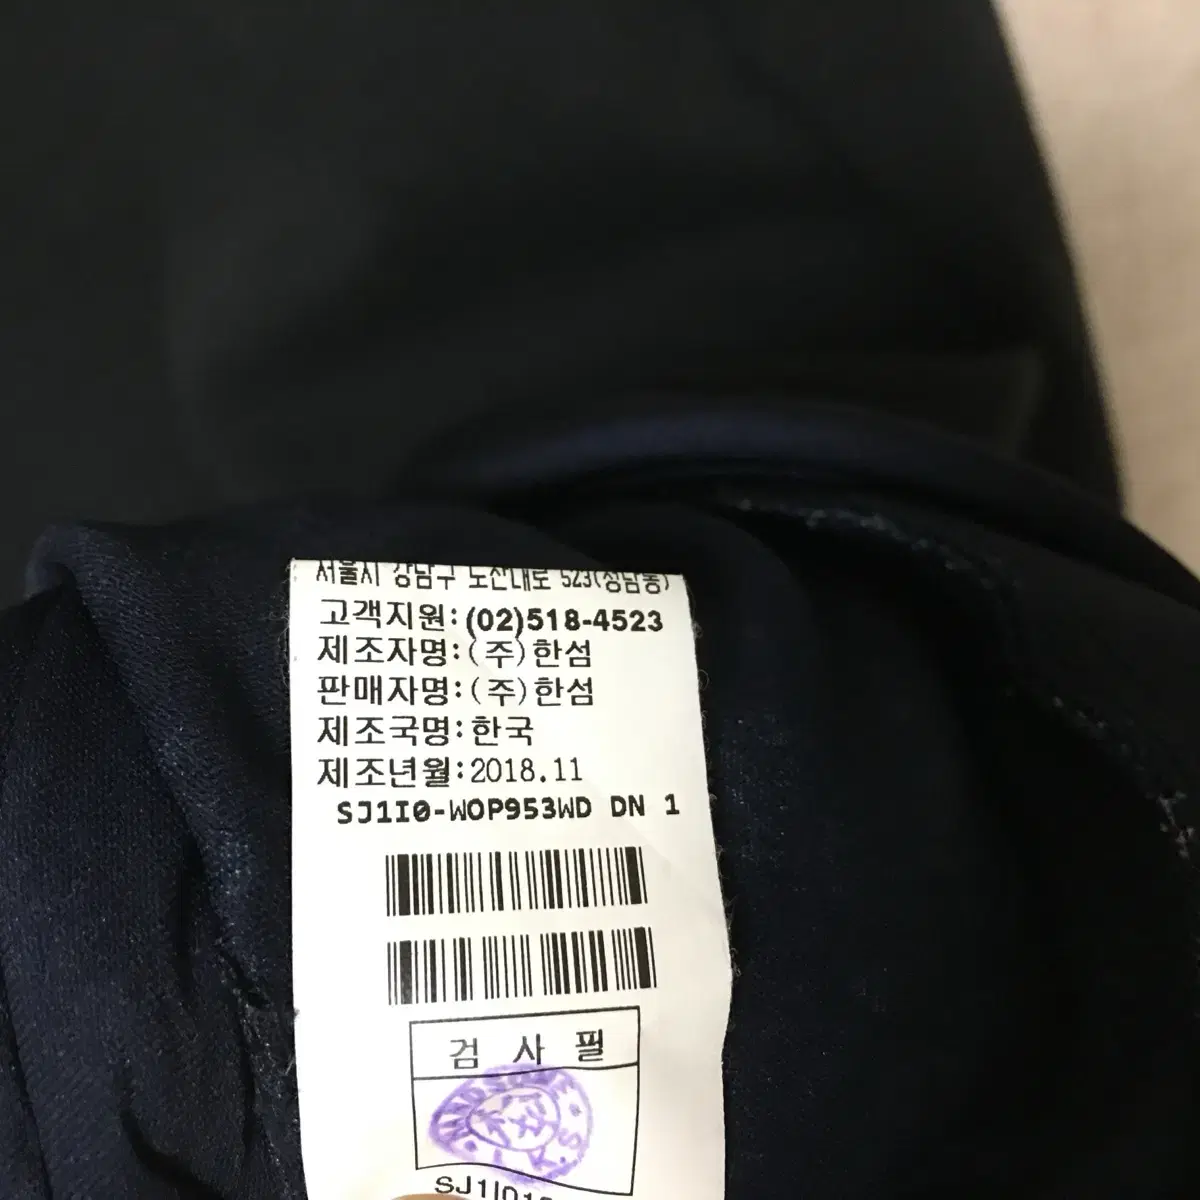 서울시 강남구 도산대로 523(청담동)
고객지원:(02)518-4523
제조자명:(주)한섬
판매자명:(주)한섬
제조국명:한국
제조년월:2018.11
SJ1I0-WOP953WD DN 1
검 사 필